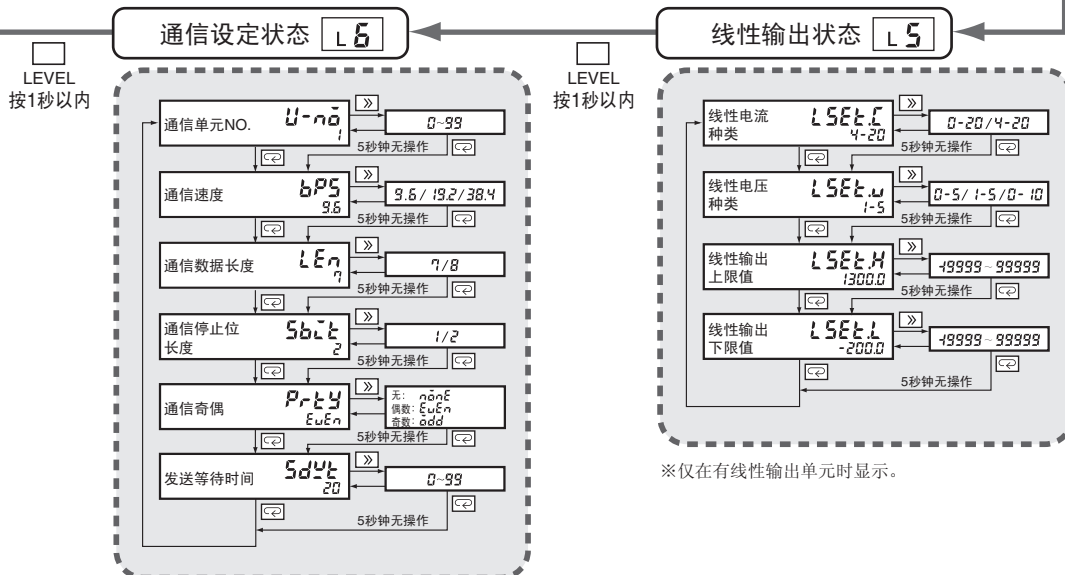 通信设定状态 L 6
LEVEL
按1秒以内
通信单元NO. U-no
1
0~99
5秒钟无操作
通信速度 bPS
9.6
9.6 / 19.2 / 38.4
5秒钟无操作
通信数据长度 LEn
7
7/8
5秒钟无操作
通信停止位
长度
Sbit
2
1/2
5秒钟无操作
通信奇偶 PrtY
EvEn
无: nonE
偶数: EvEn
奇数: odd
5秒钟无操作
发送等待时间 SdWt
20
0~99
5秒钟无操作
线性输出状态 L 5
LEVEL
按1秒以内
线性电流
种类
LSEt.C
4-20
0-20 / 4-20
5秒钟无操作
线性电压
种类
LSEt.v
1-5
0-5 / 1-5 / 0-10
5秒钟无操作
线性输出
上限值
LSEt.H
1300.0
-19999 ~ 99999
5秒钟无操作
线性输出
下限值
LSEt.L
-200.0
-19999 ~ 99999
5秒钟无操作
※仅在有线性输出单元时显示。